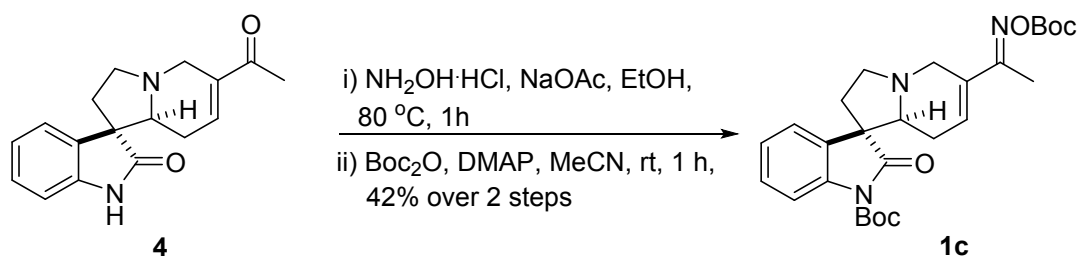 O
N
H
O
N
H
4
i) NH₂OH·HCl, NaOAc, EtOH,
80 °C, 1h
ii) Boc₂O, DMAP, MeCN, rt, 1 h,
42% over 2 steps
N OBoc
N
H
O
N
Boc
1c